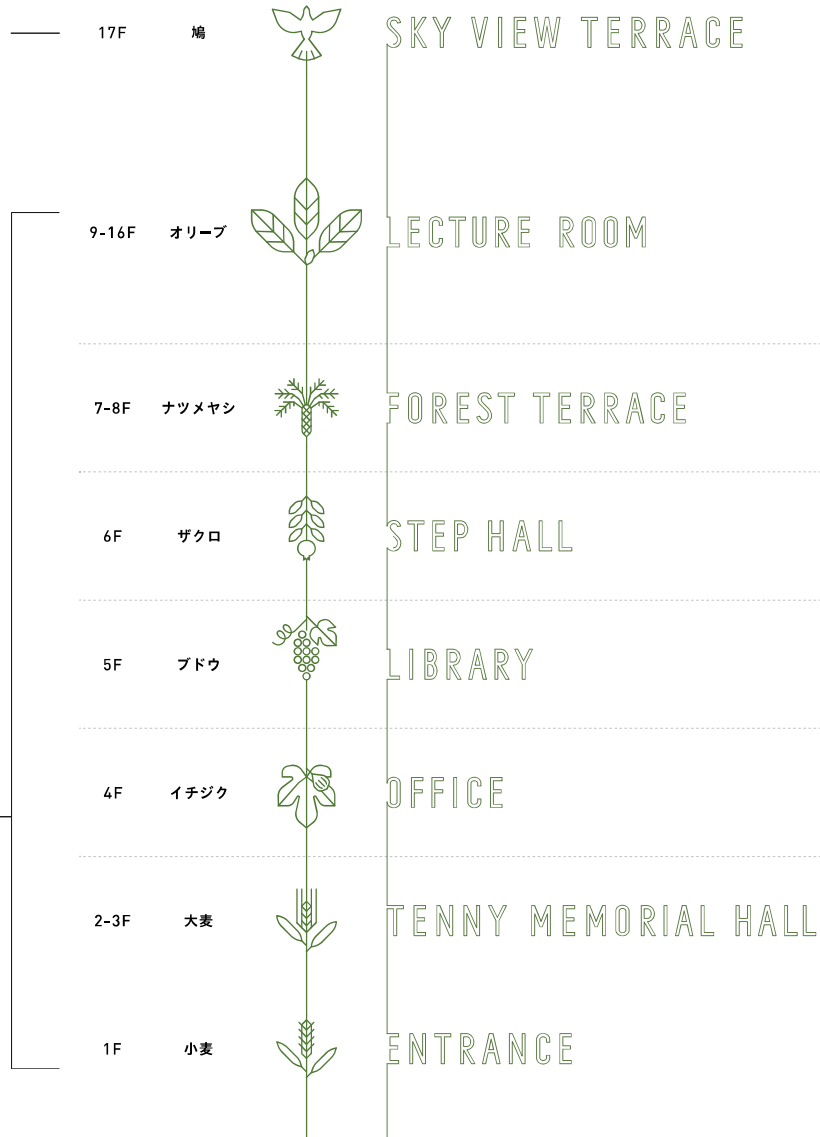 17F 鳩 SKY VIEW TERRACE
9-16F オリーブ LECTURE ROOM
7-8F ナツメヤシ FOREST TERRACE
6F ザクロ STEP HALL
5F ブドウ LIBRARY
4F イチジク OFFICE
2-3F 大麦 TENNY MEMORIAL HALL
1F 小麦 ENTRANCE